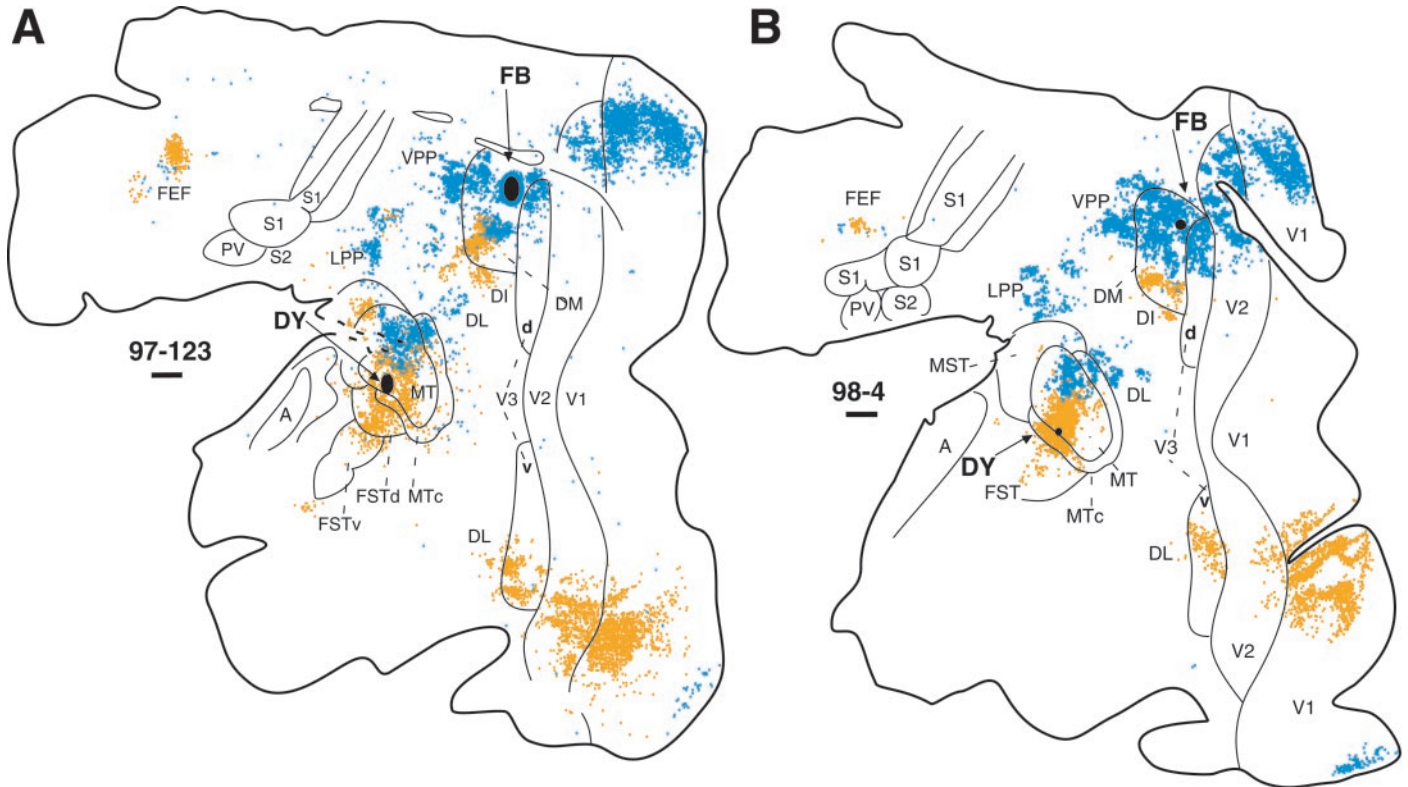 A
FB
VPP
FEF
S1
S1
PV
S2
LPP
DI
DM
DL
DY
97-123
d
MT
V3
V2
V1
A
v
FSTd
MTc
FSTv
DL
B
FB
VPP
FEF
S1
V1
S1
S1
LPP
PV
S2
DM
DI
V2
d
MST
98-4
DL
A
V3
V1
DY
MT
FST
v
MTc
DL
V2
V1